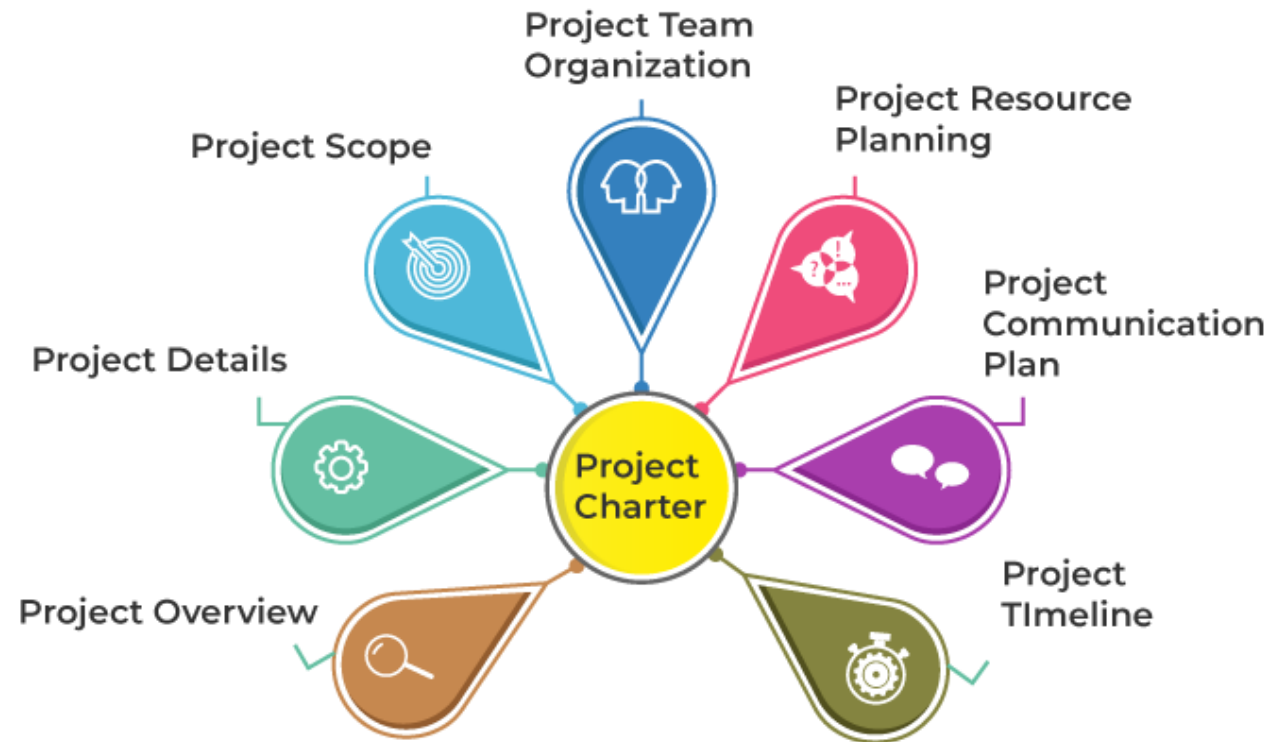 Project Team
Organization
Project Resource
Planning
Project Scope
Project
Communication
Plan
Project Details
Project
Charter
Project
TImeline
Project Overview
!
?
...